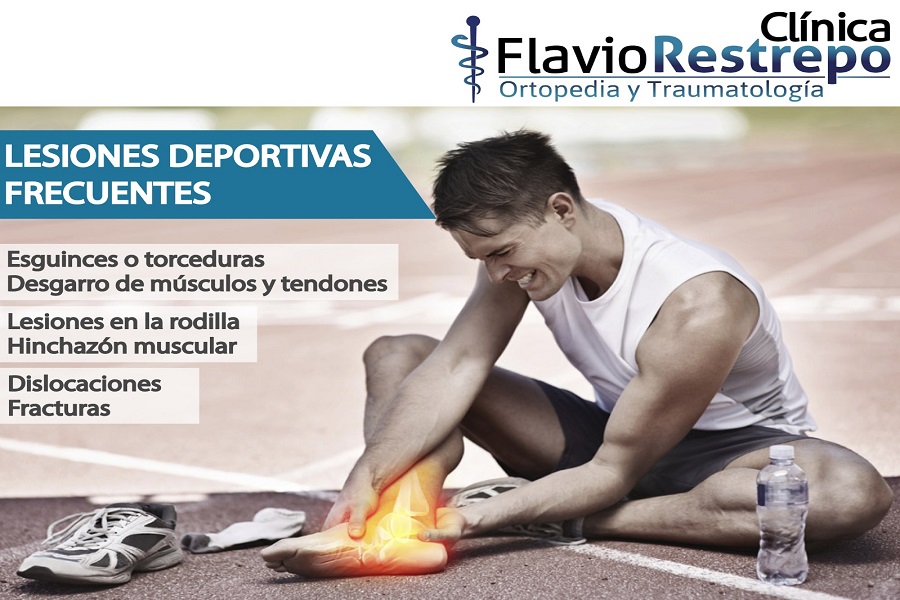 Clínica
FlavioRestrepo
Ortopedia y Traumatología
LESIONES DEPORTIVAS
FRECUENTES
Esguinces o torceduras
Desgarro de músculos y tendones
Lesiones en la rodilla
Hinchazón muscular
Dislocaciones
Fracturas